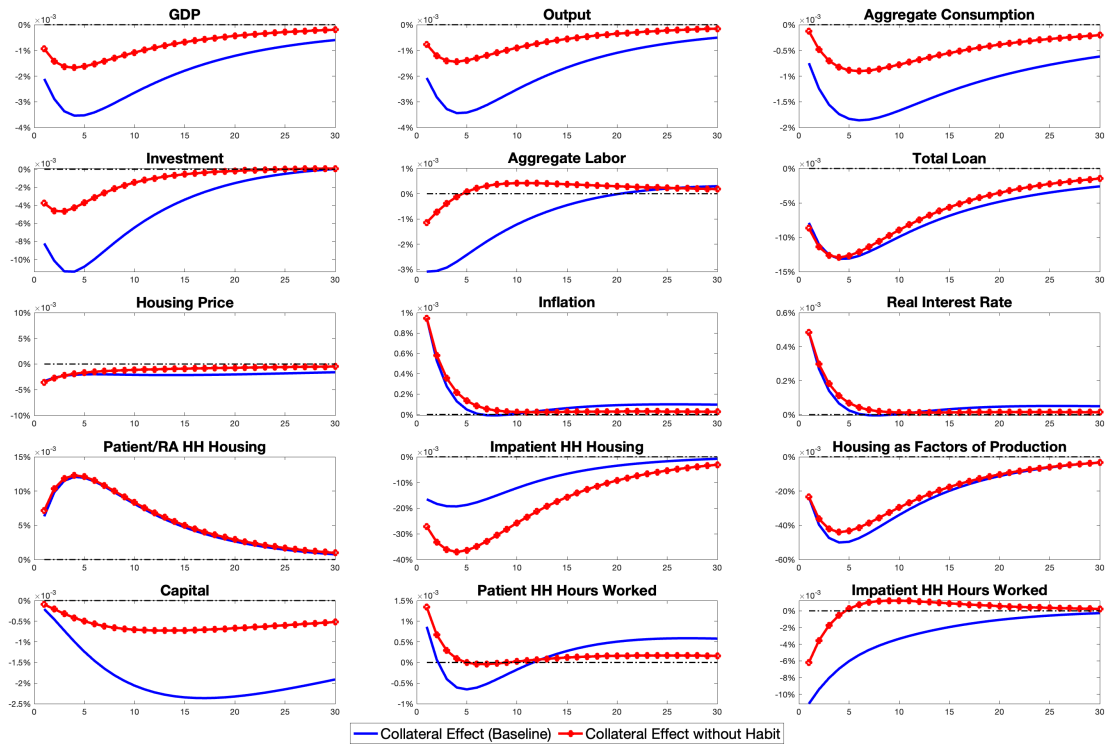 GDP
×10⁻³
0%
-1%
-2%
-3%
-4%
0 5 10 15 20 25 30
Output
×10⁻³
0%
-1%
-2%
-3%
-4%
0 5 10 15 20 25 30
Aggregate Consumption
×10⁻³
0%
-0.5%
-1%
-1.5%
-2%
0 5 10 15 20 25 30
Investment
×10⁻³
0%
-2%
-4%
-6%
-8%
-10%
0 5 10 15 20 25 30
Aggregate Labor
×10⁻³
1%
0%
-1%
-2%
-3%
0 5 10 15 20 25 30
Total Loan
×10⁻³
0%
-5%
-10%
-15%
0 5 10 15 20 25 30
Housing Price
×10⁻³
10%
5%
0%
-5%
-10%
0 5 10 15 20 25 30
Inflation
×10⁻³
1%
0.8%
0.6%
0.4%
0.2%
0%
0 5 10 15 20 25 30
Real Interest Rate
×10⁻³
0.6%
0.4%
0.2%
0%
0 5 10 15 20 25 30
Patient/RA HH Housing
×10⁻³
15%
10%
5%
0%
0 5 10 15 20 25 30
Impatient HH Housing
×10⁻³
0%
-10%
-20%
-30%
-40%
0 5 10 15 20 25 30
Housing as Factors of Production
×10⁻³
0%
-20%
-40%
-60%
0 5 10 15 20 25 30
Capital
×10⁻³
0%
-0.5%
-1%
-1.5%
-2%
-2.5%
0 5 10 15 20 25 30
Patient HH Hours Worked
×10⁻³
1.5%
1%
0.5%
0%
-0.5%
-1%
0 5 10 15 20 25 30
Impatient HH Hours Worked
×10⁻³
0%
-2%
-4%
-6%
-8%
-10%
0 5 10 15 20 25 30
Collateral Effect (Baseline) Collateral Effect without Habit